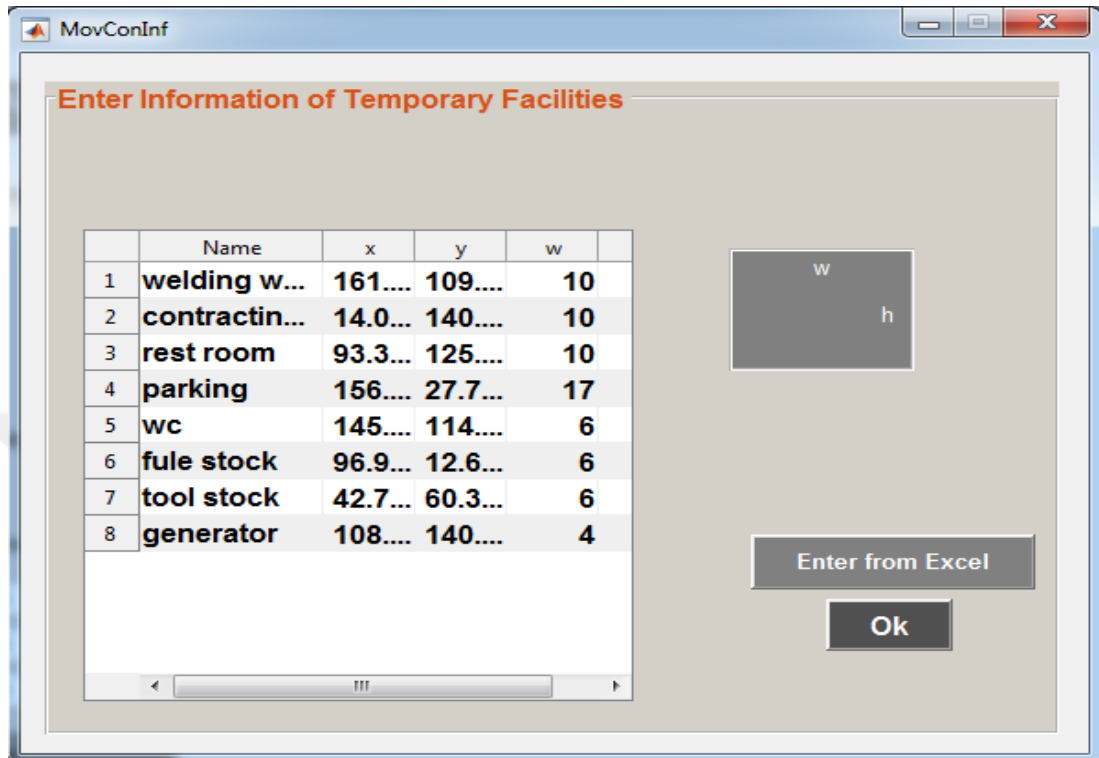 MovConInf
Enter Information of Temporary Facilities
Name x y w
1 welding w... 161.... 109.... 10
2 contractin... 14.0... 140.... 10
3 rest room 93.3... 125.... 10
4 parking 156.... 27.7... 17
5 wc 145.... 114.... 6
6 fule stock 96.9... 12.6... 6
7 tool stock 42.7... 60.3... 6
8 generator 108.... 140.... 4
w
h
Enter from Excel
Ok